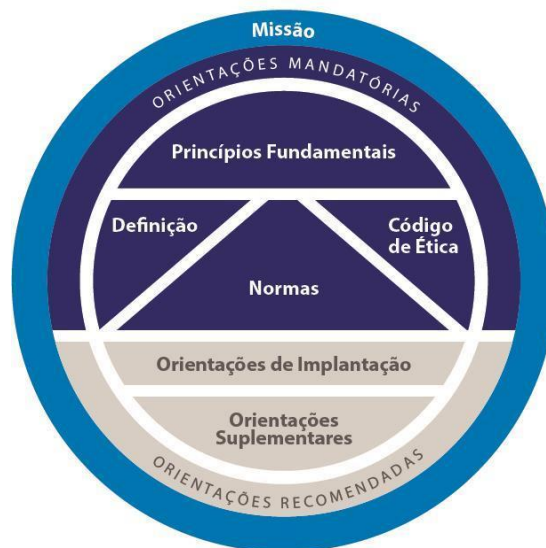 Missão
ORIENTAÇÕES MANDATÓRIAS
Princípios Fundamentais
Definição
Código
de Ética
Normas
Orientações de Implantação
Orientações
Suplementares
ORIENTAÇÕES RECOMENDADAS